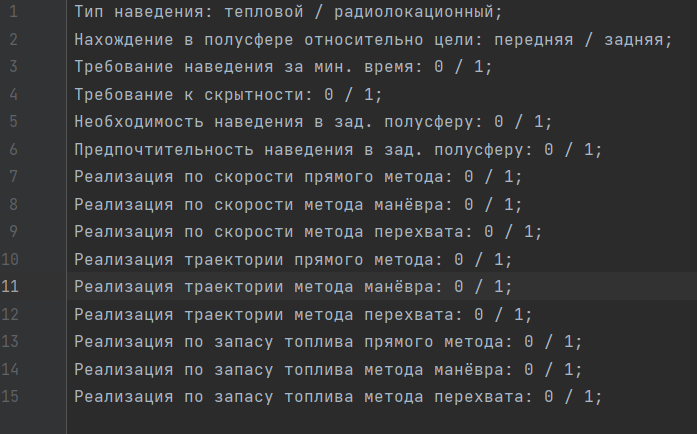 1 Тип наведения: тепловой / радиолокационный;
2 Нахождение в полусфере относительно цели: передняя / задняя;
3 Требование наведения за мин. время: 0 / 1;
4 Требование к скрытности: 0 / 1;
5 Необходимость наведения в зад. полусферу: 0 / 1;
6 Предпочтительность наведения в зад. полусферу: 0 / 1;
7 Реализация по скорости прямого метода: 0 / 1;
8 Реализация по скорости метода манёвра: 0 / 1;
9 Реализация по скорости метода перехвата: 0 / 1;
10 Реализация траектории прямого метода: 0 / 1;
11 Реализация траектории метода манёвра: 0 / 1;
12 Реализация траектории метода перехвата: 0 / 1;
13 Реализация по запасу топлива прямого метода: 0 / 1;
14 Реализация по запасу топлива метода манёвра: 0 / 1;
15 Реализация по запасу топлива метода перехвата: 0 / 1;